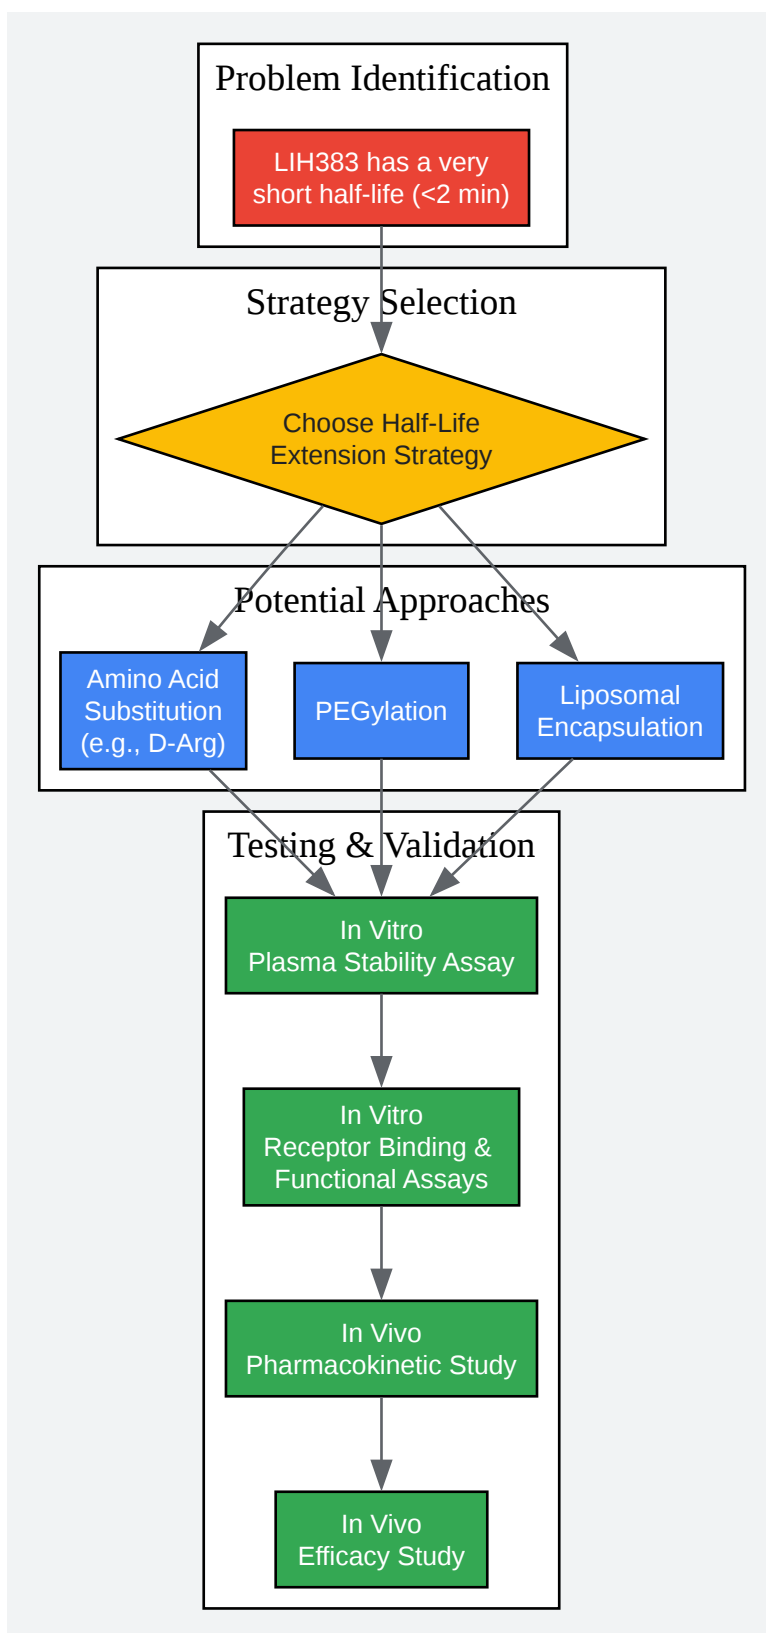 Problem Identification
LIH383 has a very
short half-life (<2 min)
Strategy Selection
Choose Half-Life
Extension Strategy
Potential Approaches
Amino Acid
Substitution
(e.g., D-Arg)
PEGylation
Liposomal
Encapsulation
Testing & Validation
In Vitro
Plasma Stability Assay
In Vitro
Receptor Binding &
Functional Assays
In Vivo
Pharmacokinetic Study
In Vivo
Efficacy Study